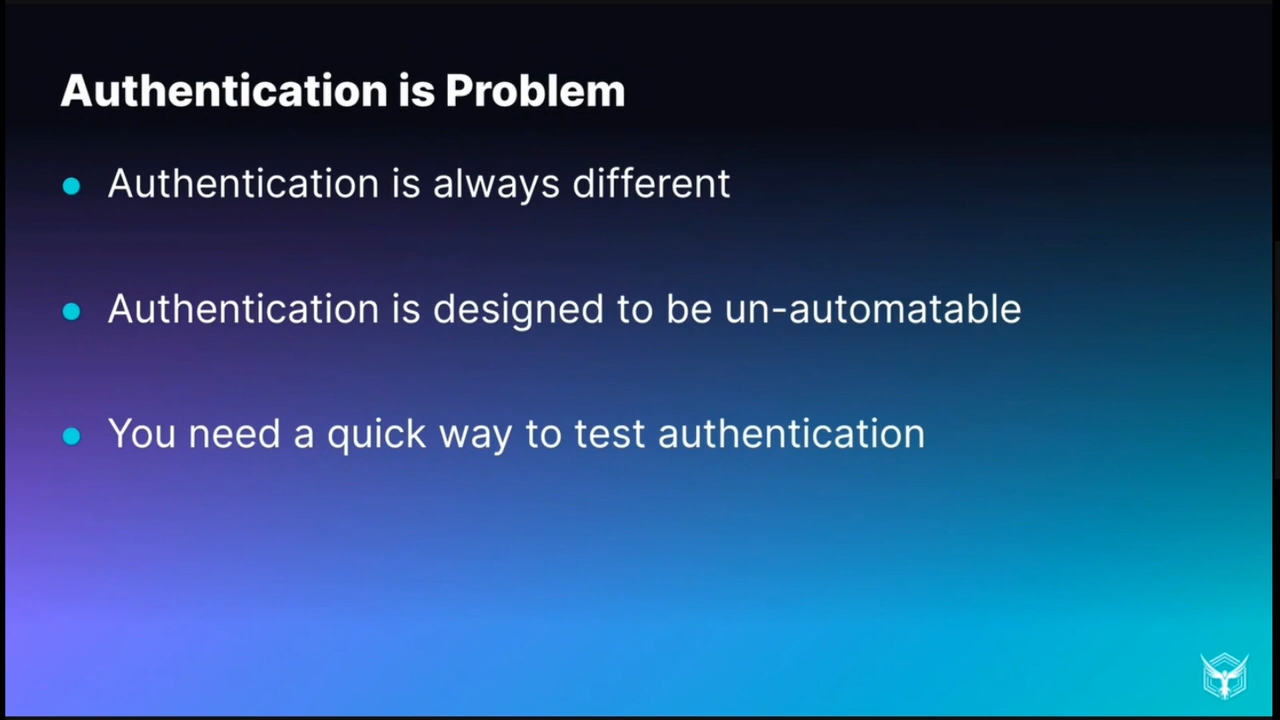 Authentication is Problem
Authentication is always different
Authentication is designed to be un-automatable
You need a quick way to test authentication